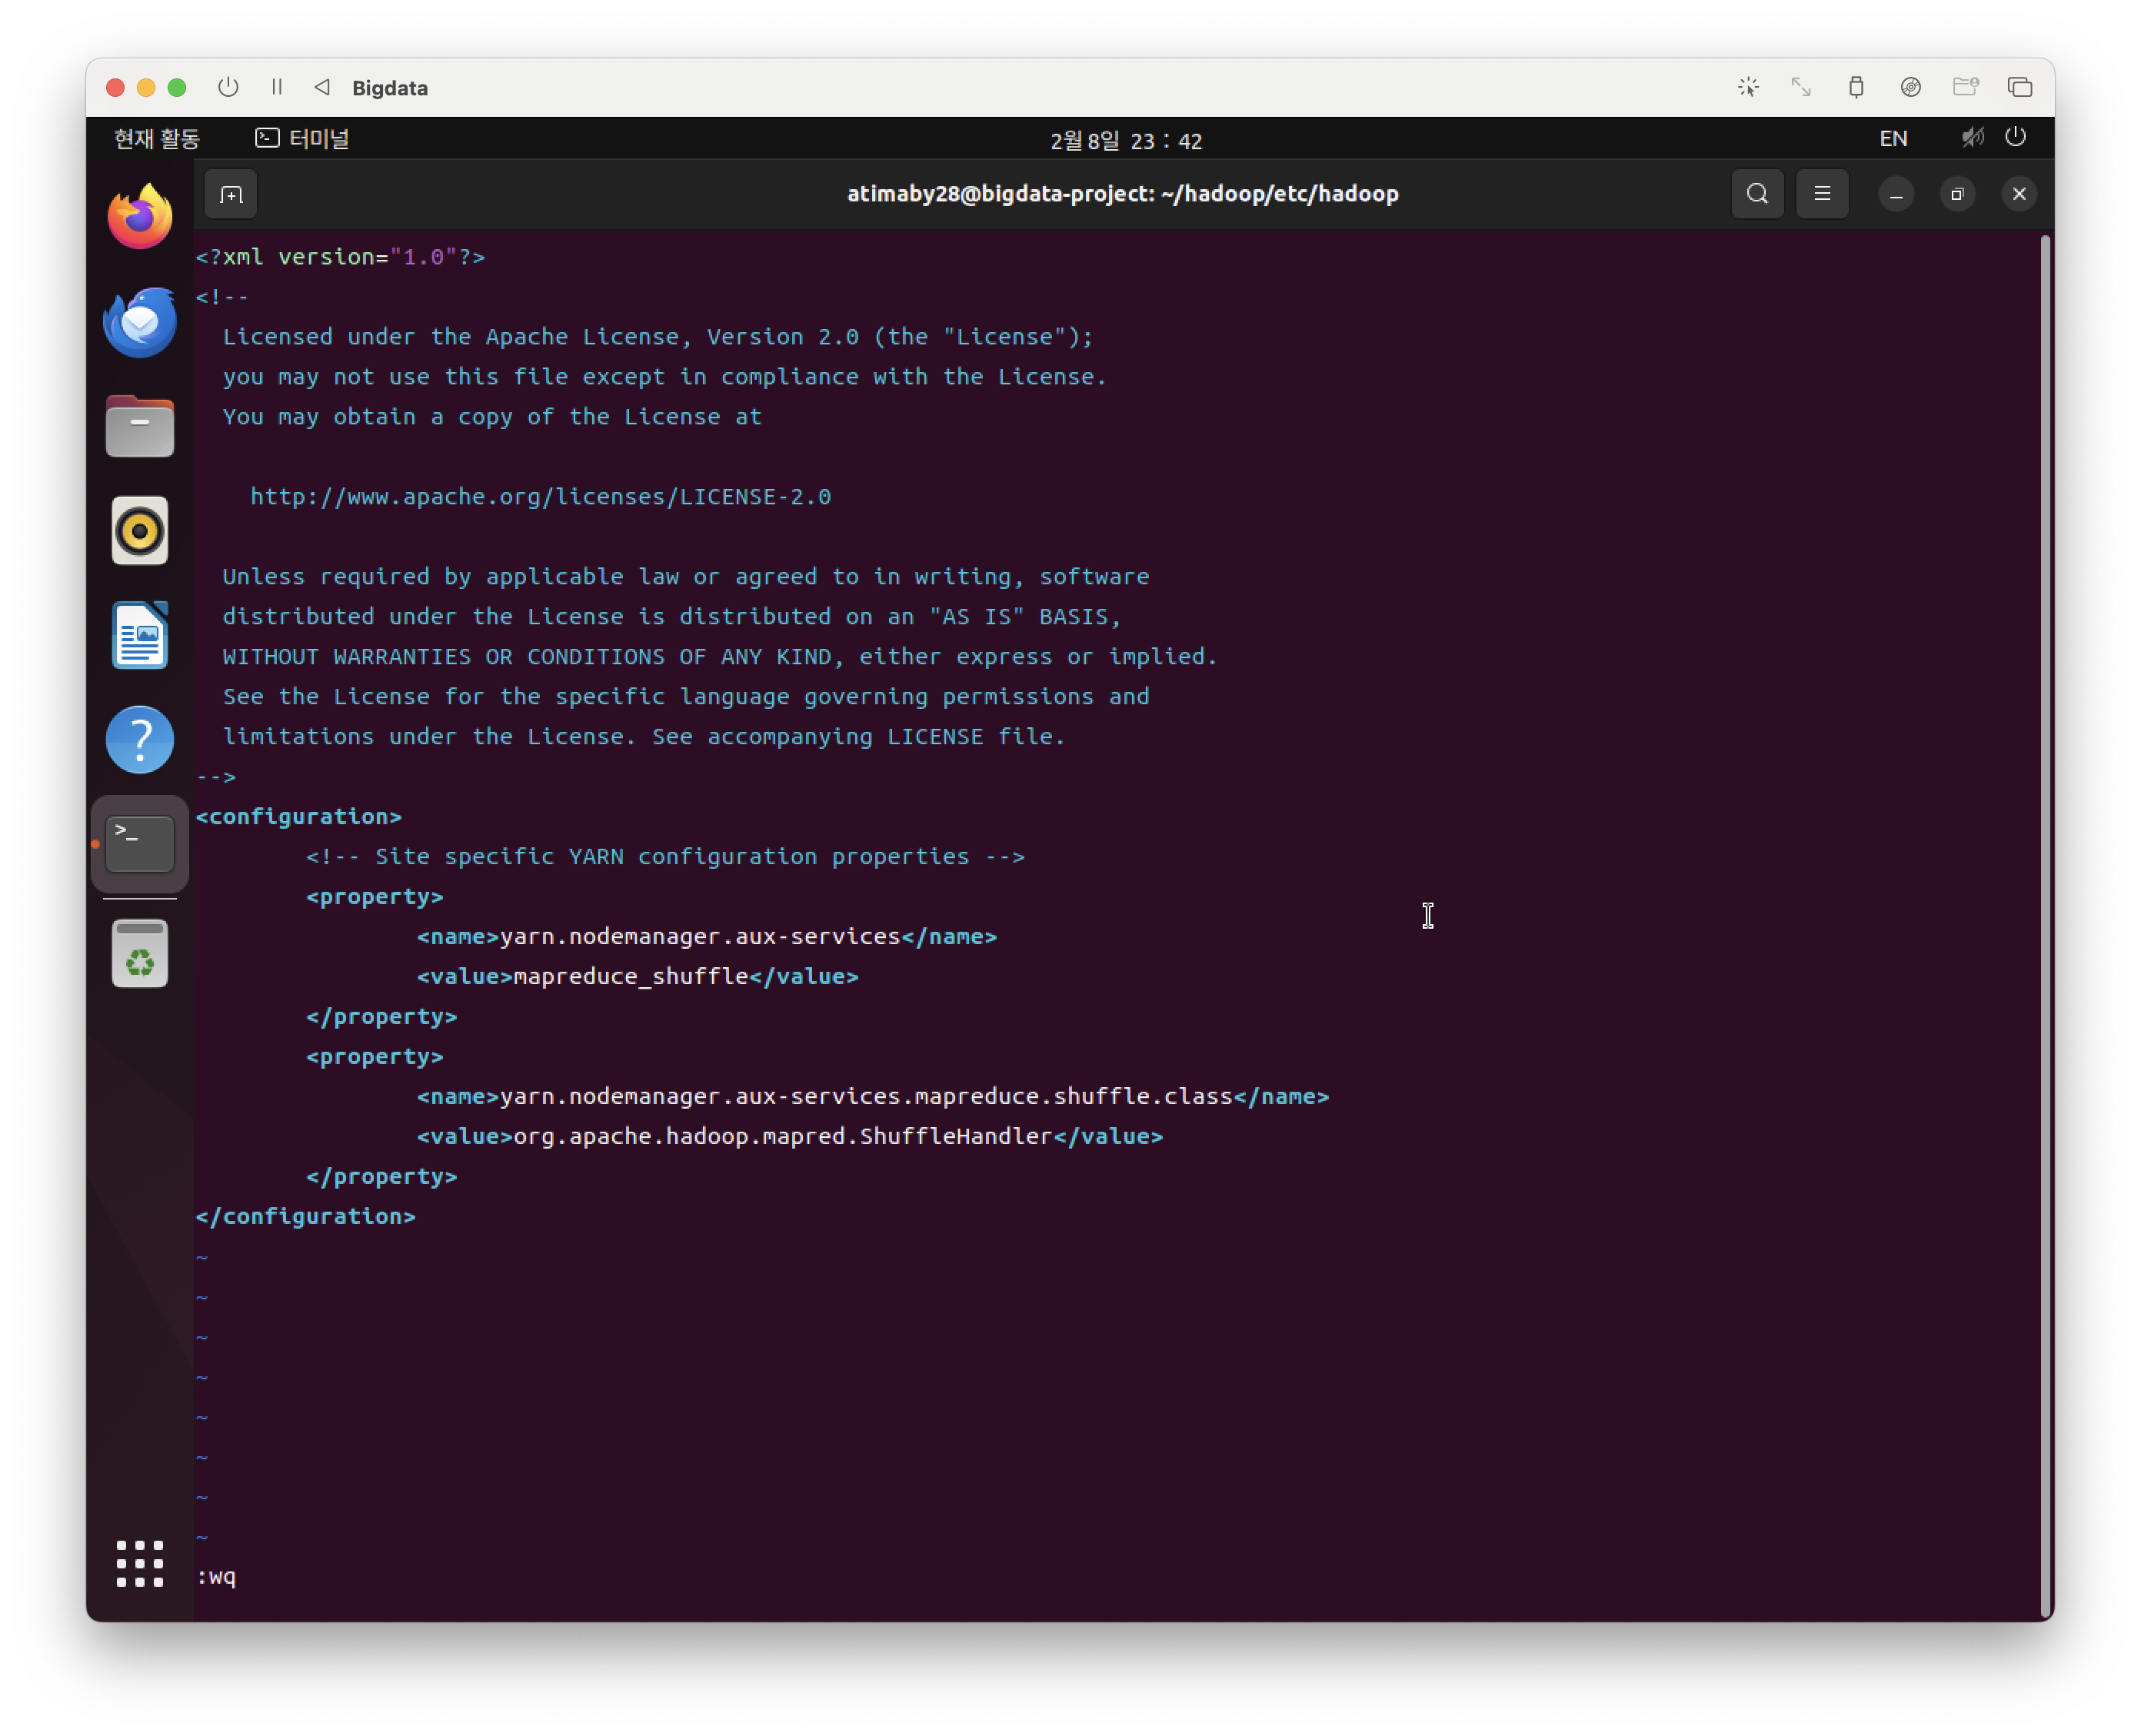 Bigdata
현재 활동
터미널
2월 8일 23 : 42
EN
atimaby28@bigdata-project: ~/hadoop/etc/hadoop
<?xml version="1.0"?>
<!--
Licensed under the Apache License, Version 2.0 (the "License");
you may not use this file except in compliance with the License.
You may obtain a copy of the License at
http://www.apache.org/licenses/LICENSE-2.0
Unless required by applicable law or agreed to in writing, software
distributed under the License is distributed on an "AS IS" BASIS,
WITHOUT WARRANTIES OR CONDITIONS OF ANY KIND, either express or implied.
See the License for the specific language governing permissions and
limitations under the License. See accompanying LICENSE file.
-->
<configuration>
<!-- Site specific YARN configuration properties -->
<property>
<name>yarn.nodemanager.aux-services</name>
<value>mapreduce_shuffle</value>
</property>
<property>
<name>yarn.nodemanager.aux-services.mapreduce.shuffle.class</name>
<value>org.apache.hadoop.mapred.ShuffleHandler</value>
</property>
</configuration>
~
~
~
~
~
~
~
~
:wq